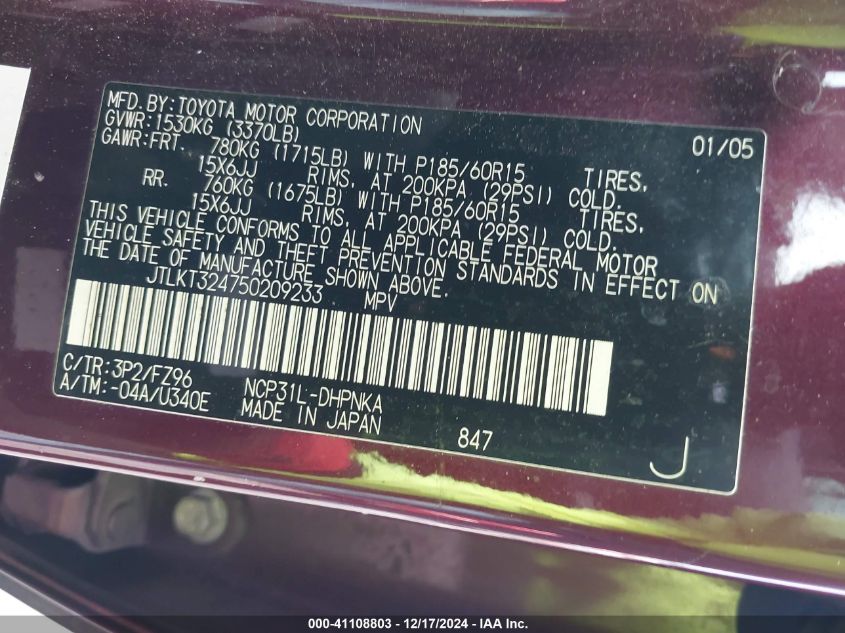 MFD.BY:TOYOTA MOTOR CORPORATION 01/05
GVWR:1530KG (3370LB)
GAWR:FRT. 780KG (1715LB) WITH P185/60R15 TIRES,
15X6JJ RIMS, AT 200KPA (29PSI) COLD.
RR. 760KG (1675LB) WITH P185/60R15 TIRES,
15X6JJ RIMS, AT 200KPA (29PSI) COLD.
THIS VEHICLE CONFORMS TO ALL APPLICABLE FEDERAL MOTOR
VEHICLE SAFETY AND THEFT PREVENTION STANDARDS IN EFFECT ON
THE DATE OF MANUFACTURE SHOWN ABOVE.
JTLKT324750209233 MPV
C/TR:3P2/FZ96 NCP31L-DHPNKA
A/TM:-04A/U340E MADE IN JAPAN 847 J
000-41108803 - 12/17/2024 - IAA Inc.